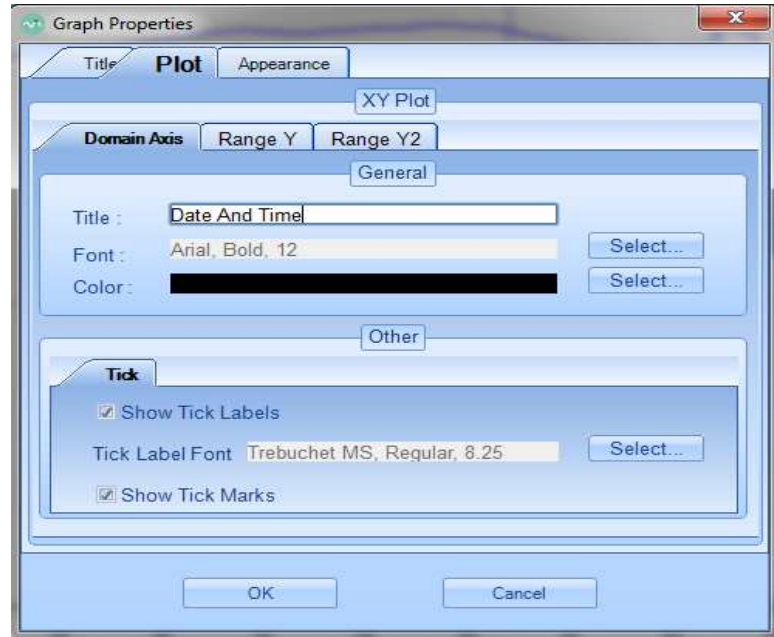 Graph Properties
Title Plot Appearance
XY Plot
Domain Axis Range Y Range Y2
General
Title : Date And Time
Font : Arial, Bold, 12 Select...
Color : Select...
Other
Tick
Show Tick Labels
Tick Label Font Trebuchet MS, Regular, 8.25 Select...
Show Tick Marks
OK Cancel